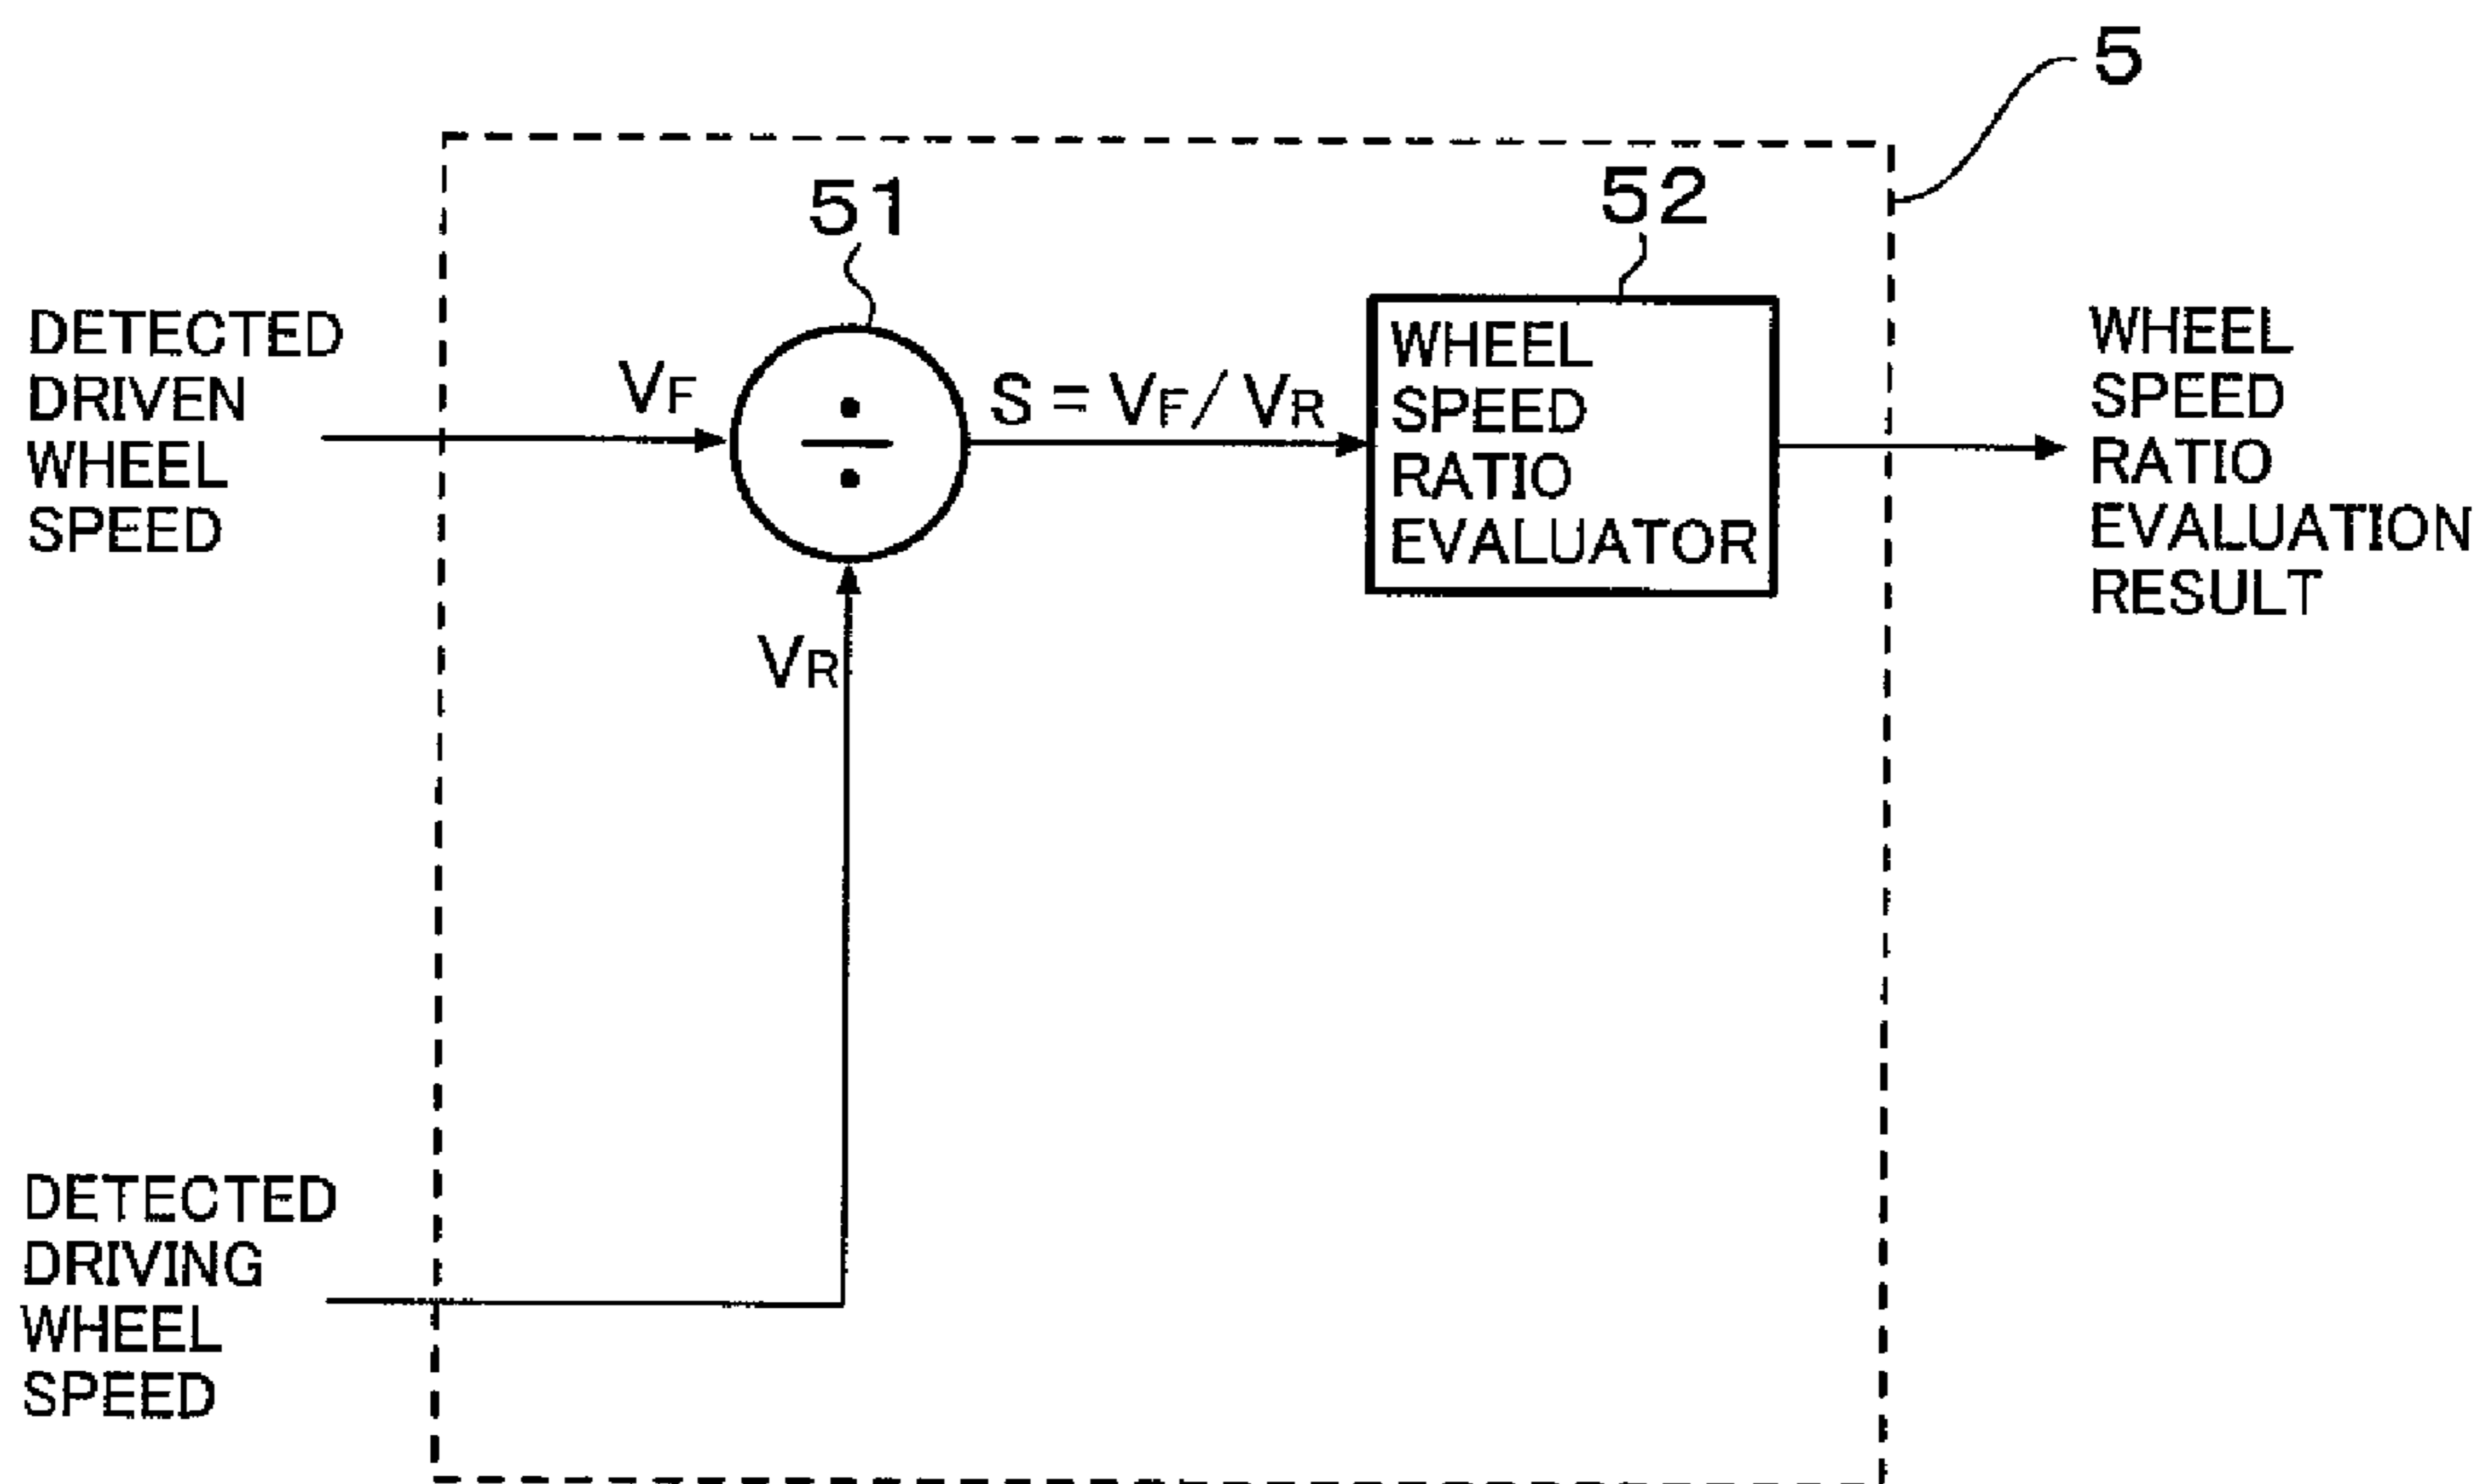 5
51
52
DETECTED
DRIVEN
WHEEL
SPEED
VF
S = VF / VR
WHEEL
SPEED
RATIO
EVALUATOR
WHEEL
SPEED
RATIO
EVALUATION
RESULT
VR
DETECTED
DRIVING
WHEEL
SPEED